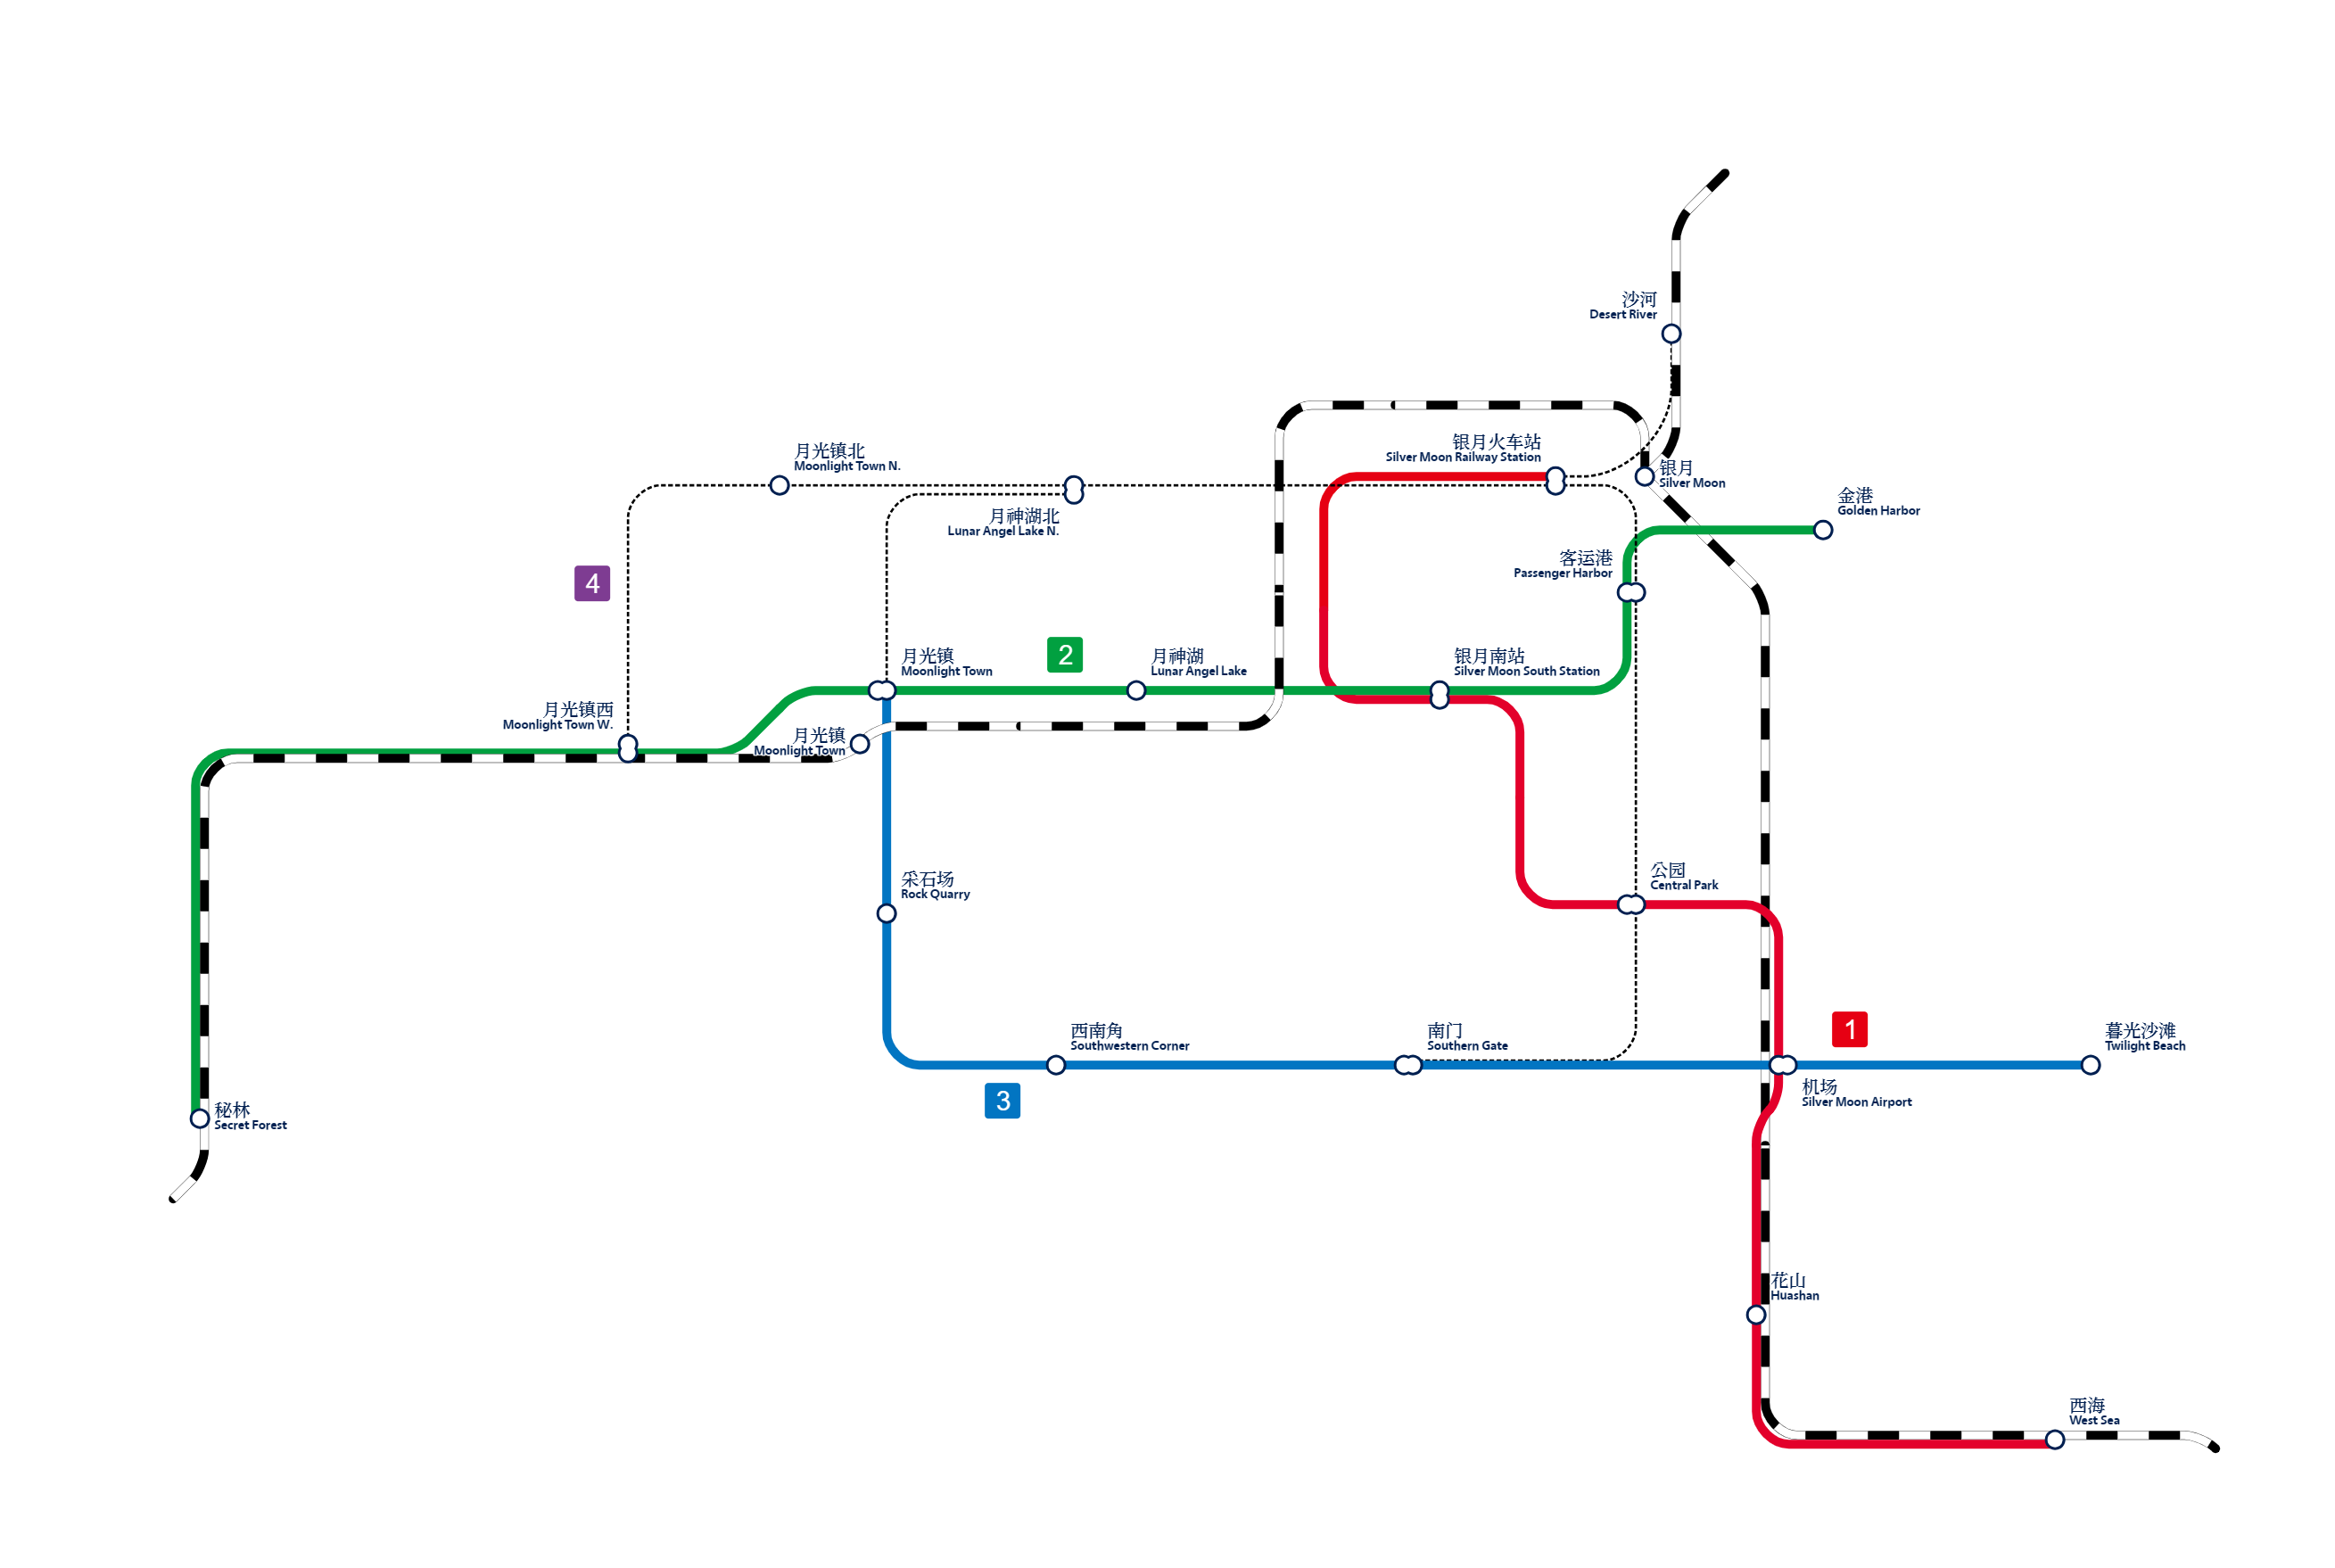 沙河
Desert River
月光镇北
Moonlight Town N.
银月火车站
Silver Moon Railway Station
银月
Silver Moon
金港
Golden Harbor
月神湖北
Lunar Angel Lake N.
客运港
Passenger Harbor
4
2
月光镇
Moonlight Town
月神湖
Lunar Angel Lake
银月南站
Silver Moon South Station
月光镇西
Moonlight Town W.
月光镇
Moonlight Town
采石场
Rock Quarry
公园
Central Park
西南角
Southwestern Corner
南门
Southern Gate
1
暮光沙滩
Twilight Beach
3
机场
Silver Moon Airport
秘林
Secret Forest
花山
Huashan
西海
West Sea